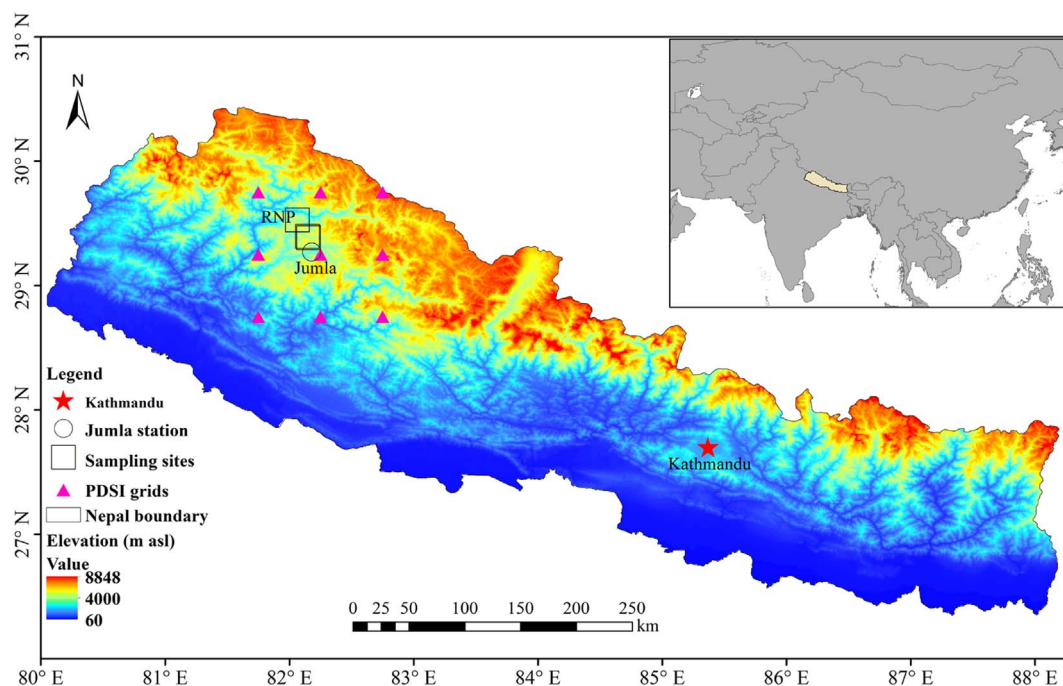 31° N
30° N
29° N
28° N
27° N
N
RNP
Jumla
Kathmandu
Legend
Kathmandu
Jumla station
Sampling sites
PDSI grids
Nepal boundary
Elevation (m asl)
Value
8848
4000
60
0 25 50 100 150 200 250
km
80° E 81° E 82° E 83° E 84° E 85° E 86° E 87° E 88° E